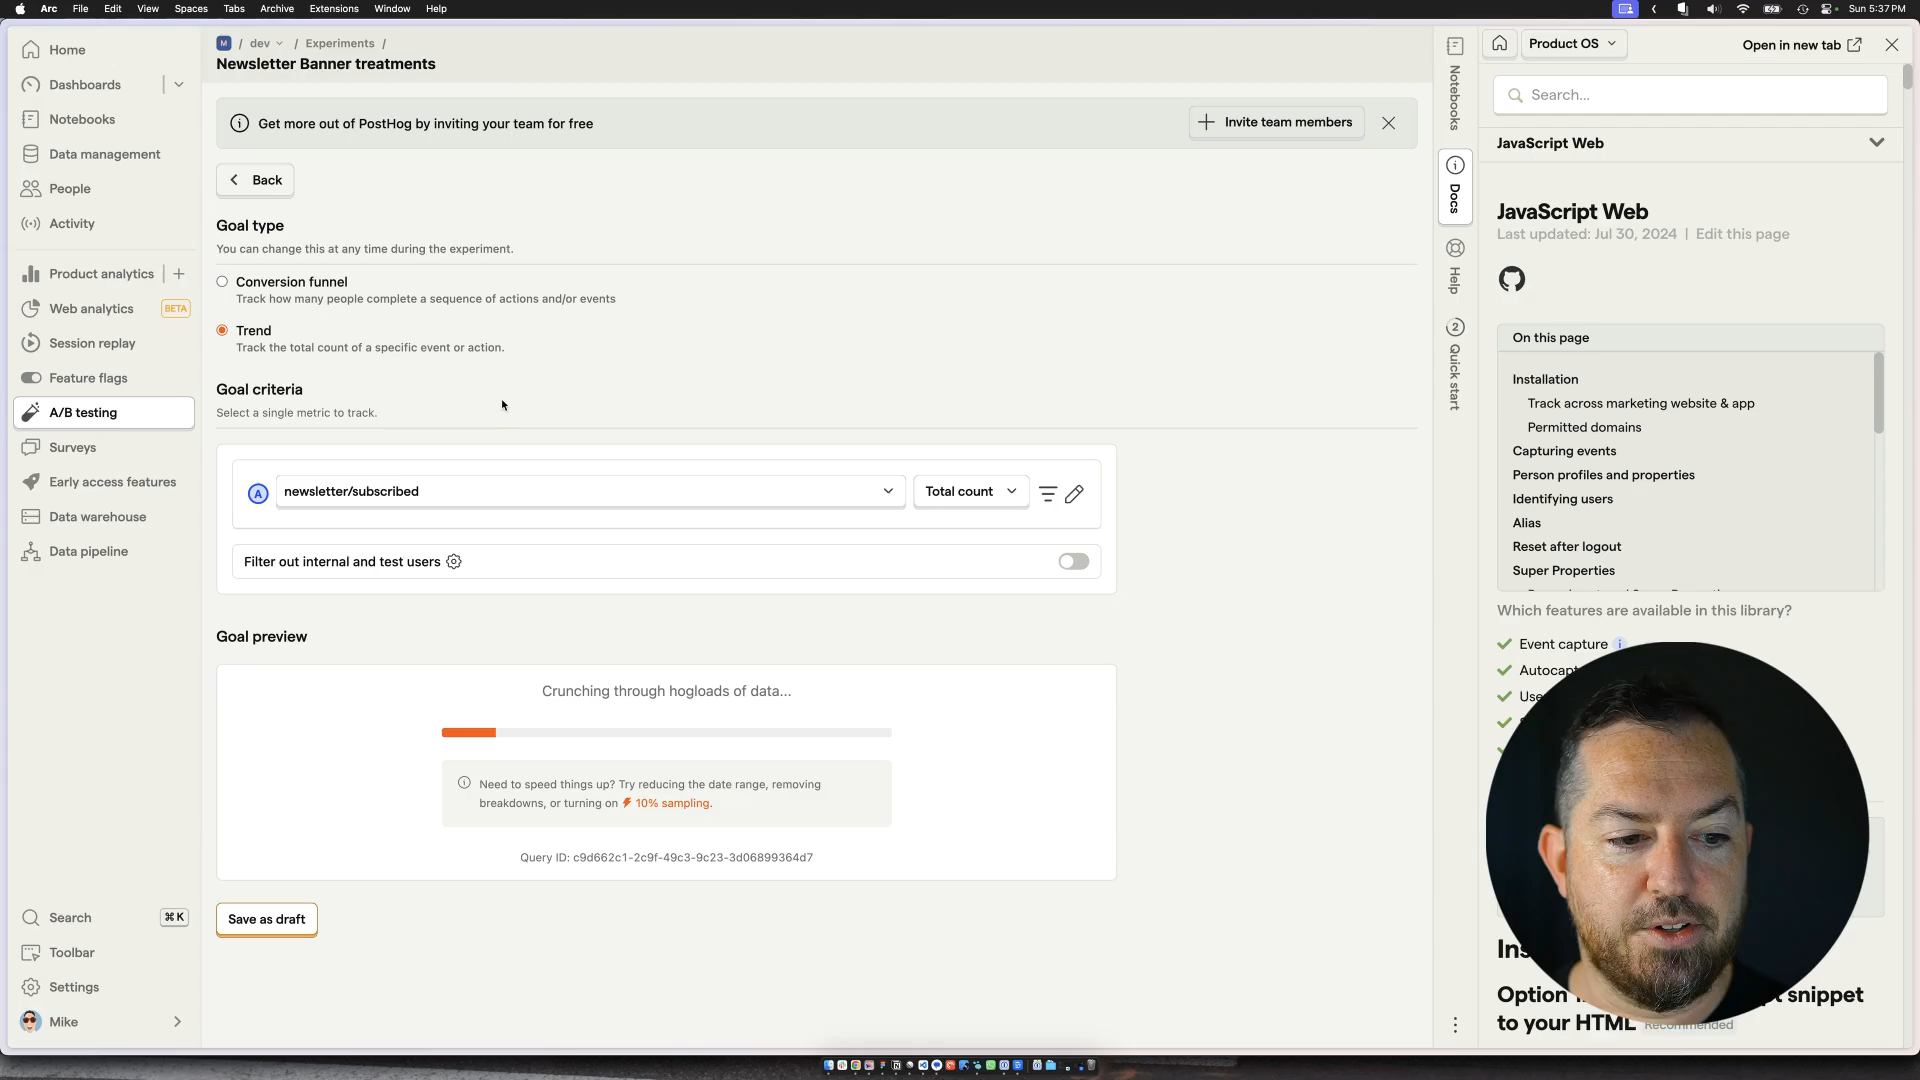 Arc File Edit View Spaces Tabs Archive Extensions Window Help Sun 5:37 PM
Home
Dashboards
Notebooks
Data management
People
Activity
Product analytics
Web analytics BETA
Session replay
Feature flags
A/B testing
Surveys
Early access features
Data warehouse
Data pipeline
Search ⌘K
Toolbar
Settings
Mike
M / dev / Experiments /
Newsletter Banner treatments
Get more out of PostHog by inviting your team for free
+ Invite team members
Back
Goal type
You can change this at any time during the experiment.
Conversion funnel
Track how many people complete a sequence of actions and/or events
Trend
Track the total count of a specific event or action.
Goal criteria
Select a single metric to track.
A newsletter/subscribed Total count
Filter out internal and test users
Goal preview
Crunching through hogloads of data...
Need to speed things up? Try reducing the date range, removing
breakdowns, or turning on 10% sampling.
Query ID: c9d662c1-2c9f-49c3-9c23-3d06899364d7
Save as draft
Notebooks
Docs
Help
2 Quick start
Product OS Open in new tab
Search...
JavaScript Web
JavaScript Web
Last updated: Jul 30, 2024 | Edit this page
On this page
Installation
Track across marketing website & app
Permitted domains
Capturing events
Person profiles and properties
Identifying users
Alias
Reset after logout
Super Properties
Which features are available in this library?
Event capture
Autocapt
Use
Ins
Option snippet
to your HTML Recommended